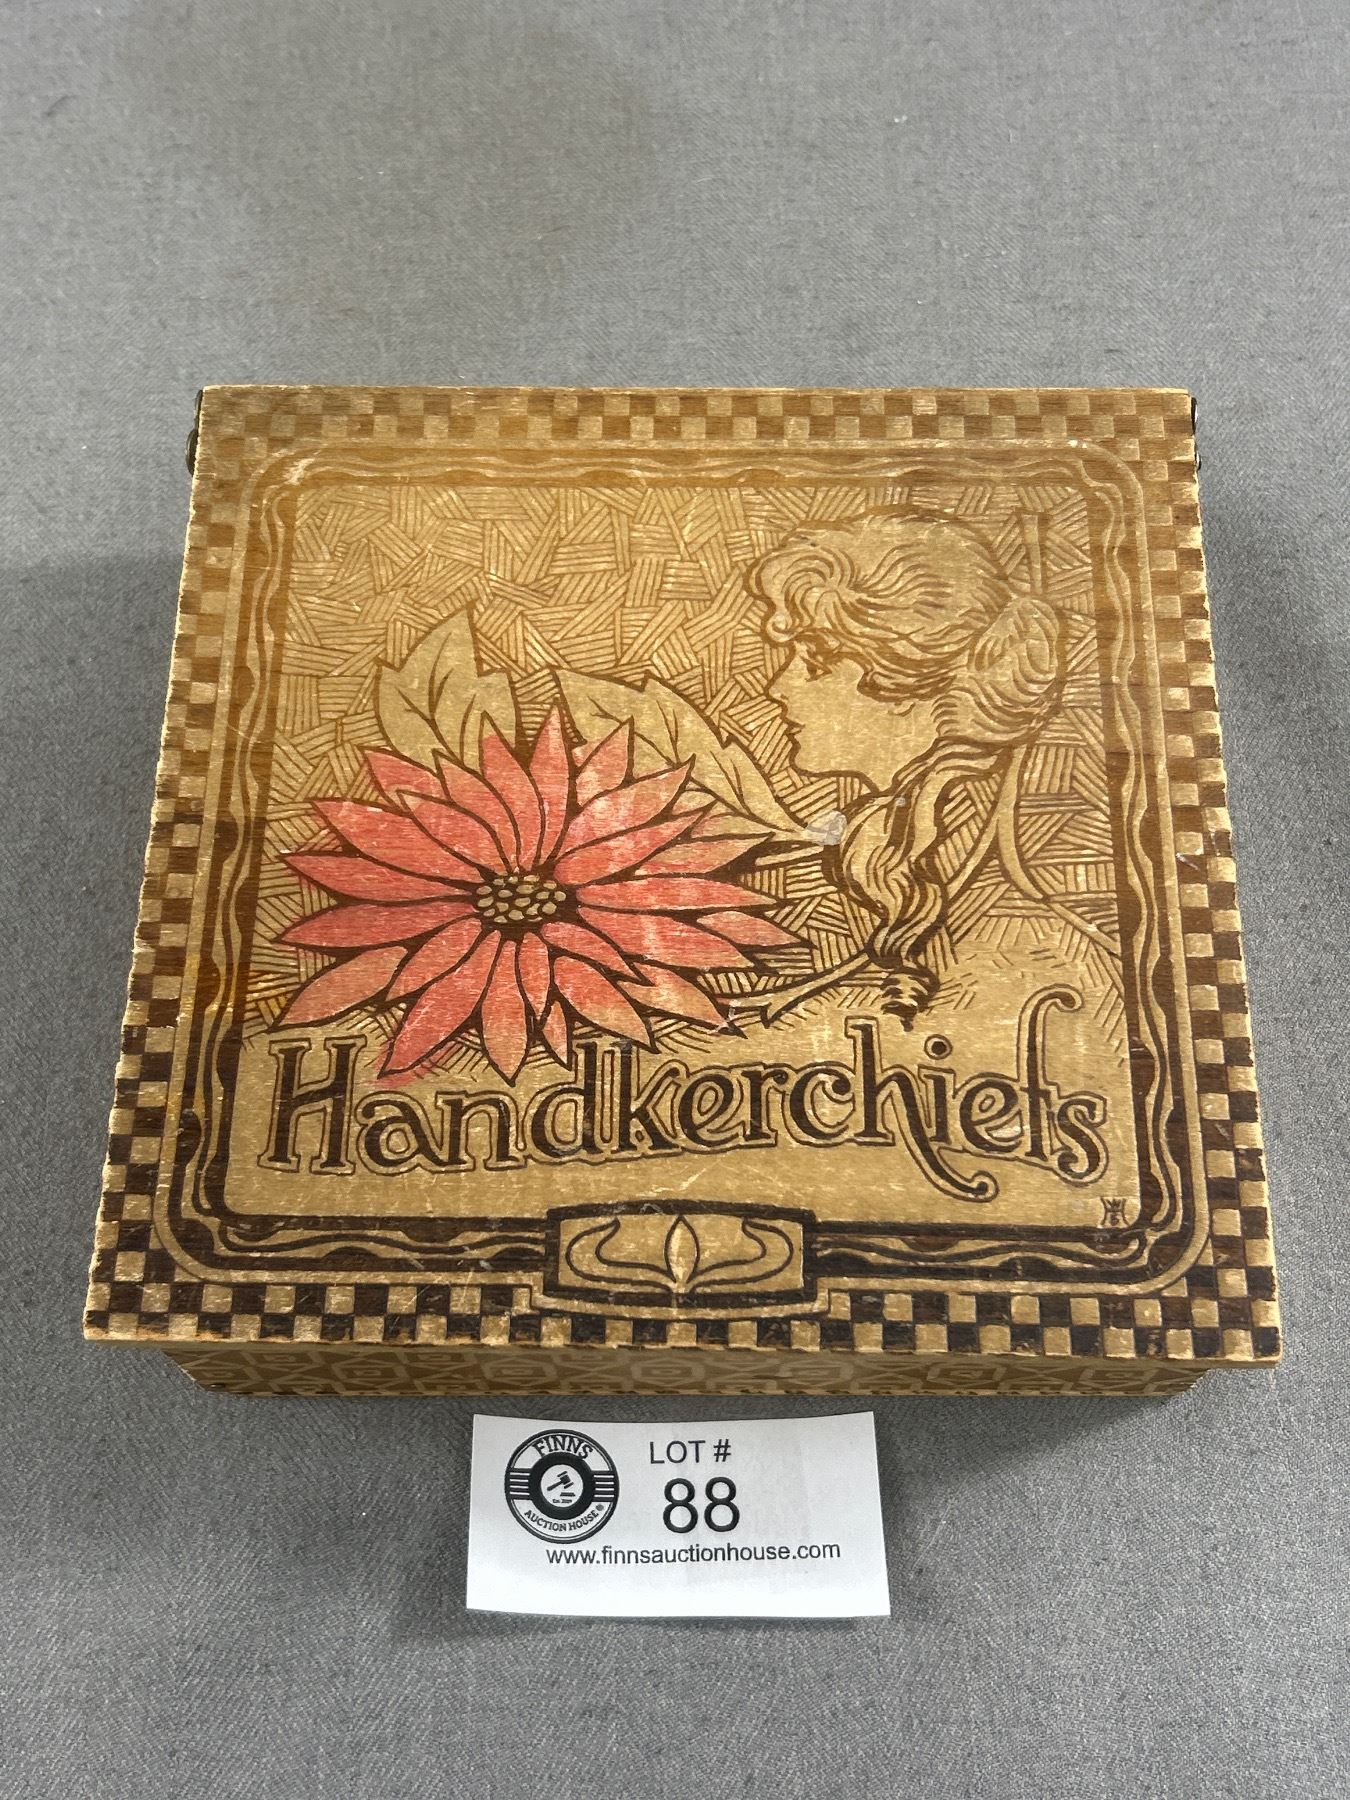 Handkerchiefs
FINNS
AUCTION HOUSE
LOT #
88
www.finnsauctionhouse.com